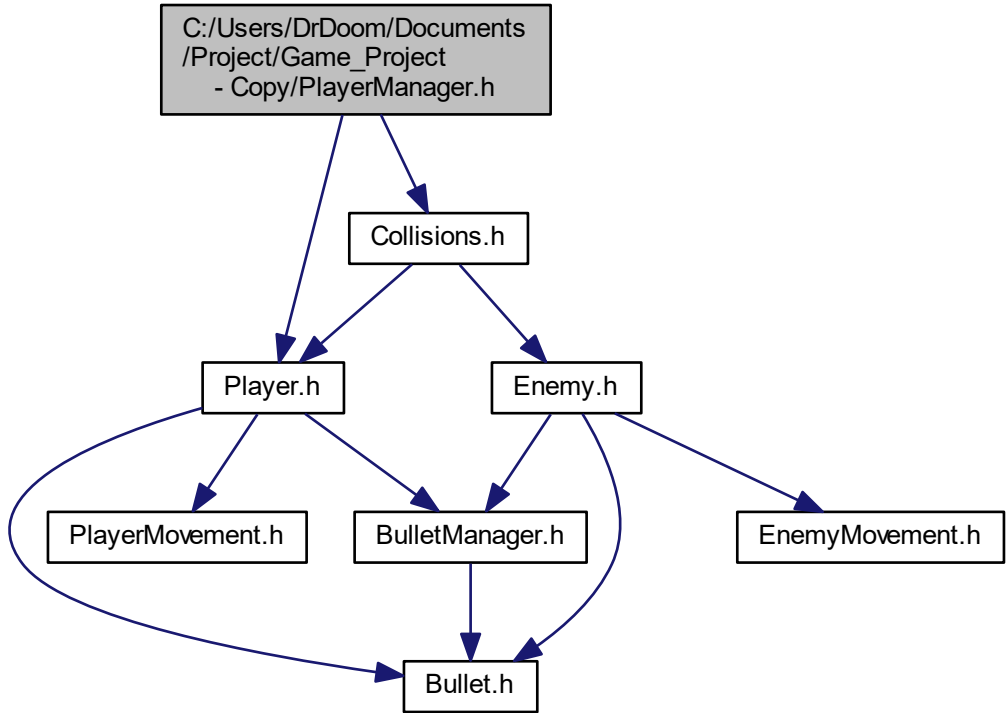 C:/Users/DrDoom/Documents
/Project/Game_Project
- Copy/PlayerManager.h
Collisions.h
Player.h
Enemy.h
PlayerMovement.h
BulletManager.h
EnemyMovement.h
Bullet.h